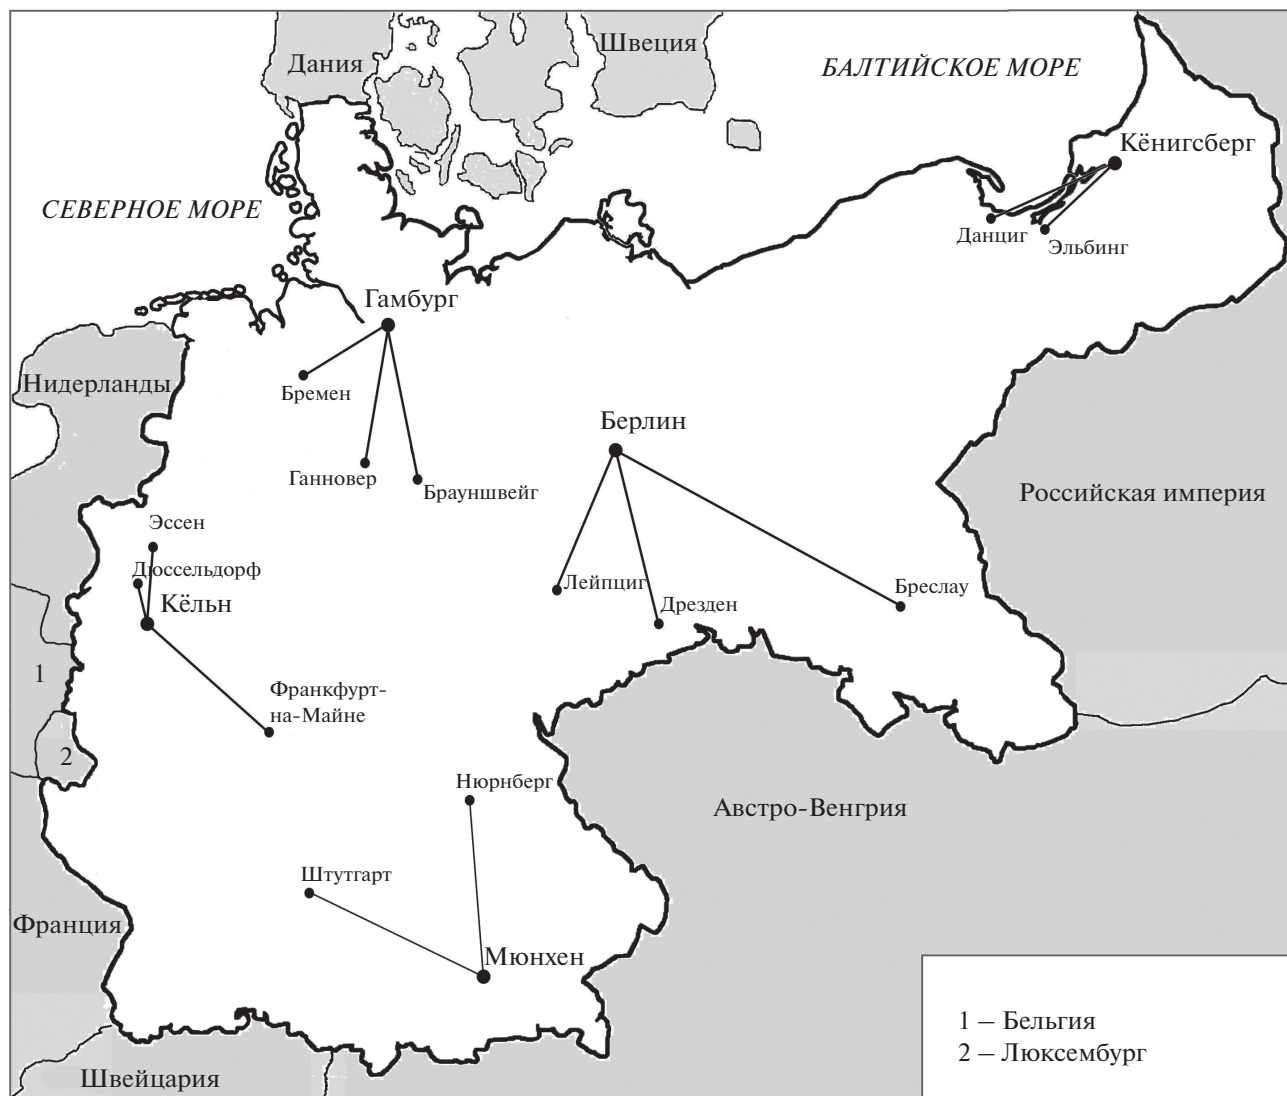 Швеция
Дания
БАЛТИЙСКОЕ МОРЕ
Кёнигсберг
СЕВЕРНОЕ МОРЕ
Данциг
Эльбинг
Гамбург
Нидерланды
Бремен
Берлин
Ганновер
Брауншвейг
Российская империя
Эссен
Дюссельдорф
Кёльн
Лейпциг
Дрезден
Бреслау
1
Франкфурт-
на-Майне
2
Нюрнберг
Австро-Венгрия
Штутгарт
Франция
Мюнхен
1 – Бельгия
2 – Люксембург
Швейцария